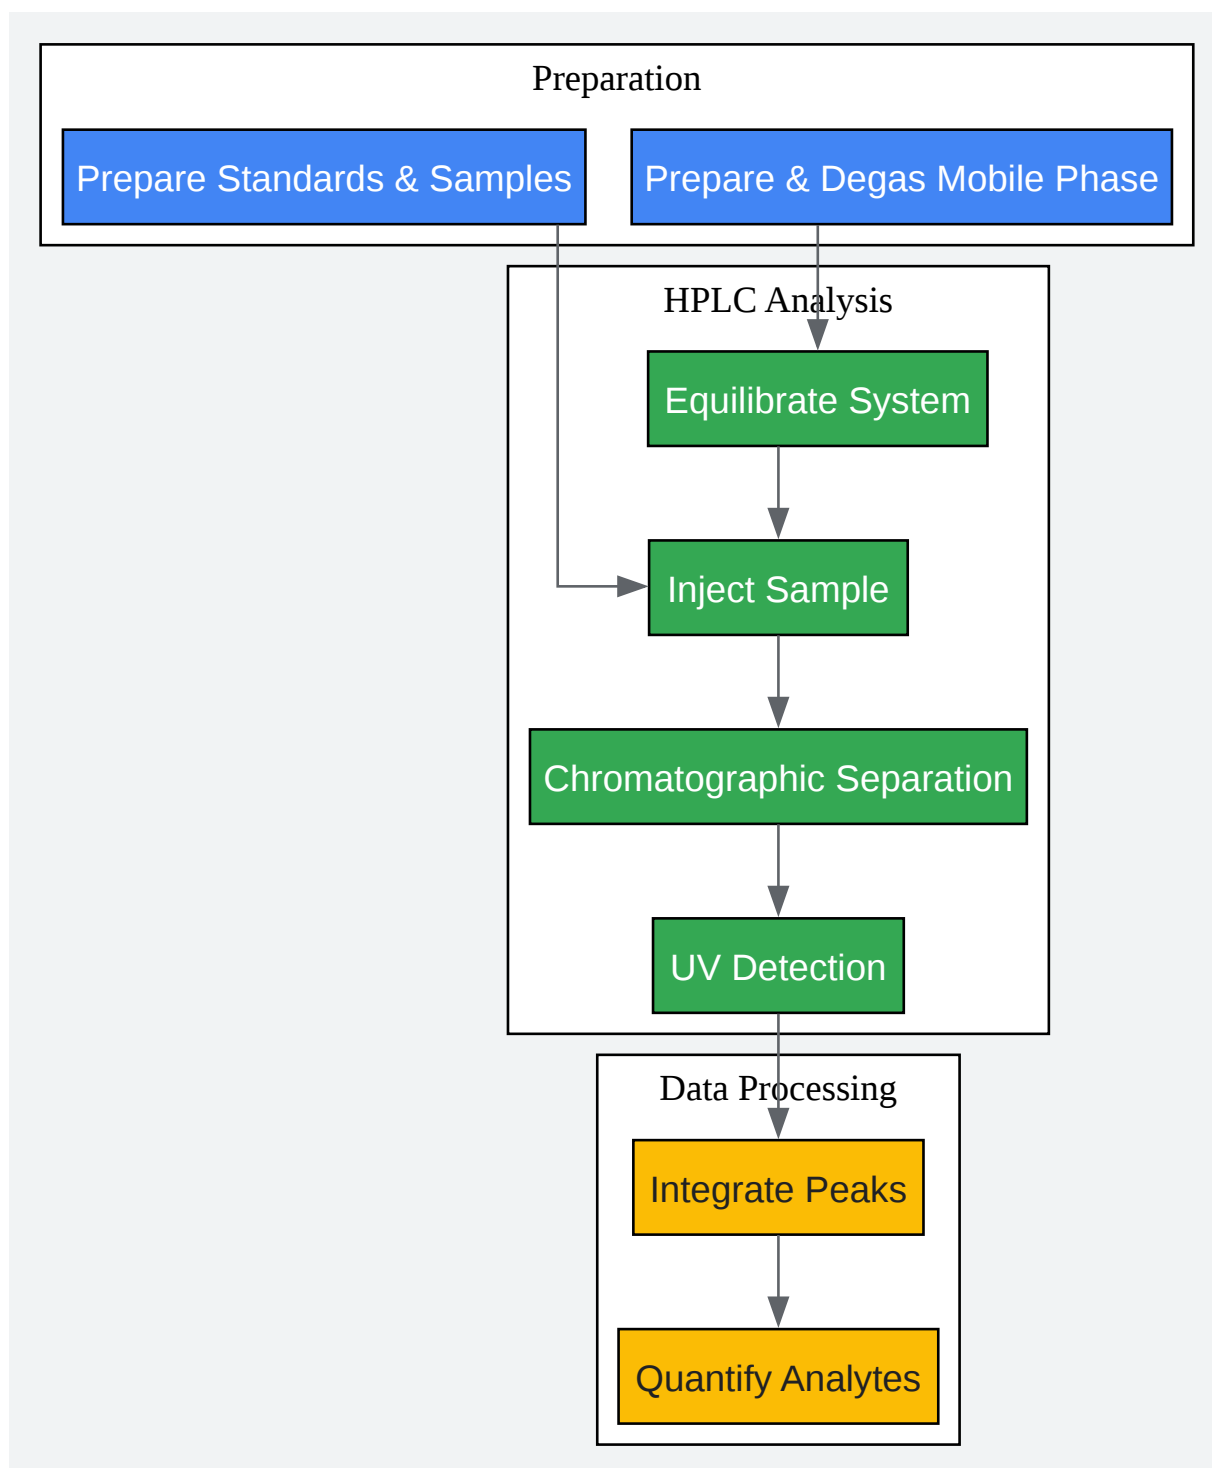 Preparation
Prepare Standards & Samples
Prepare & Degas Mobile Phase
HPLC Analysis
Equilibrate System
Inject Sample
Chromatographic Separation
UV Detection
Data Processing
Integrate Peaks
Quantify Analytes